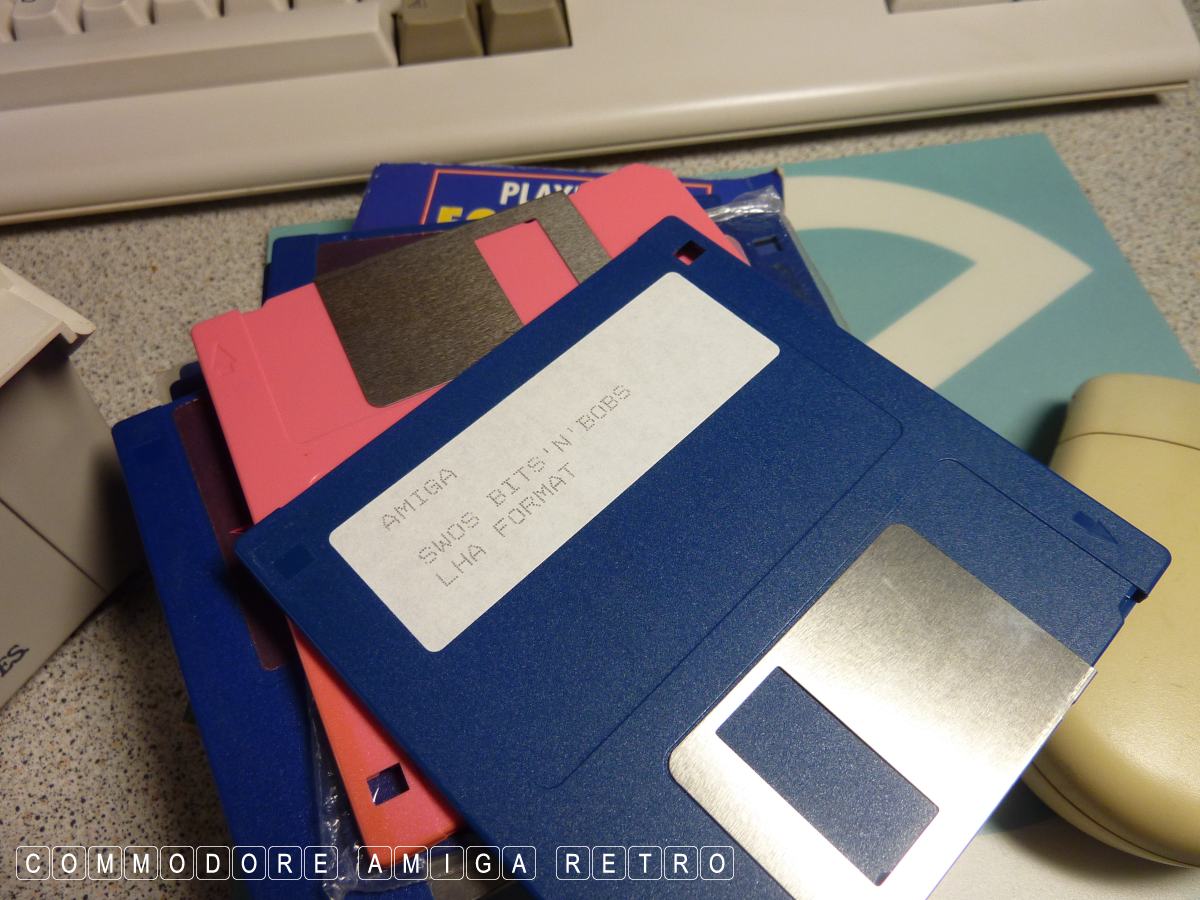 AMIGA
SWOS BITS'N'BOBS
LHA FORMAT
COMMODORE AMIGA RETRO